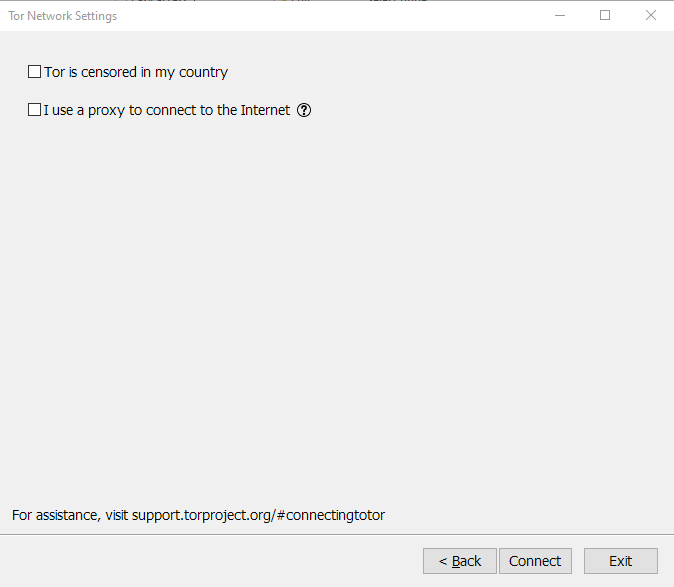 Tor Network Settings
Tor is censored in my country
I use a proxy to connect to the Internet ?
For assistance, visit support.torproject.org/#connectingtotor
< Back Connect Exit